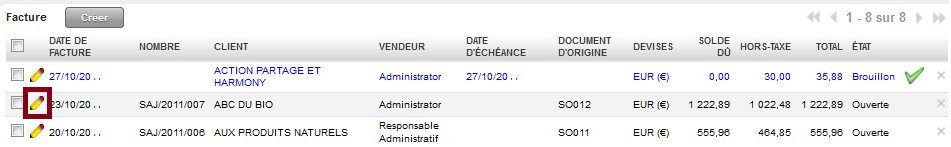 Facture Créer 1 - 8 sur 8
DATE DE FACTURE NOMBRE CLIENT VENDEUR DATE D'ÉCHÉANCE DOCUMENT D'ORIGINE DEVISES SOLDE DÛ HORS-TAXE TOTAL ÉTAT
27/10/20 . . ACTION PARTAGE ET HARMONY Administrator 27/10/20 . . EUR (€) 0,00 30,00 35,88 Brouillon
23/10/20 . . SAJ/2011/007 ABC DU BIO Administrator SO012 EUR (€) 1 222,89 1 022,48 1 222,89 Ouverte
20/10/20 . . SAJ/2011/006 AUX PRODUITS NATURELS Responsable Administratif SO011 EUR (€) 555,96 464,85 555,96 Ouverte